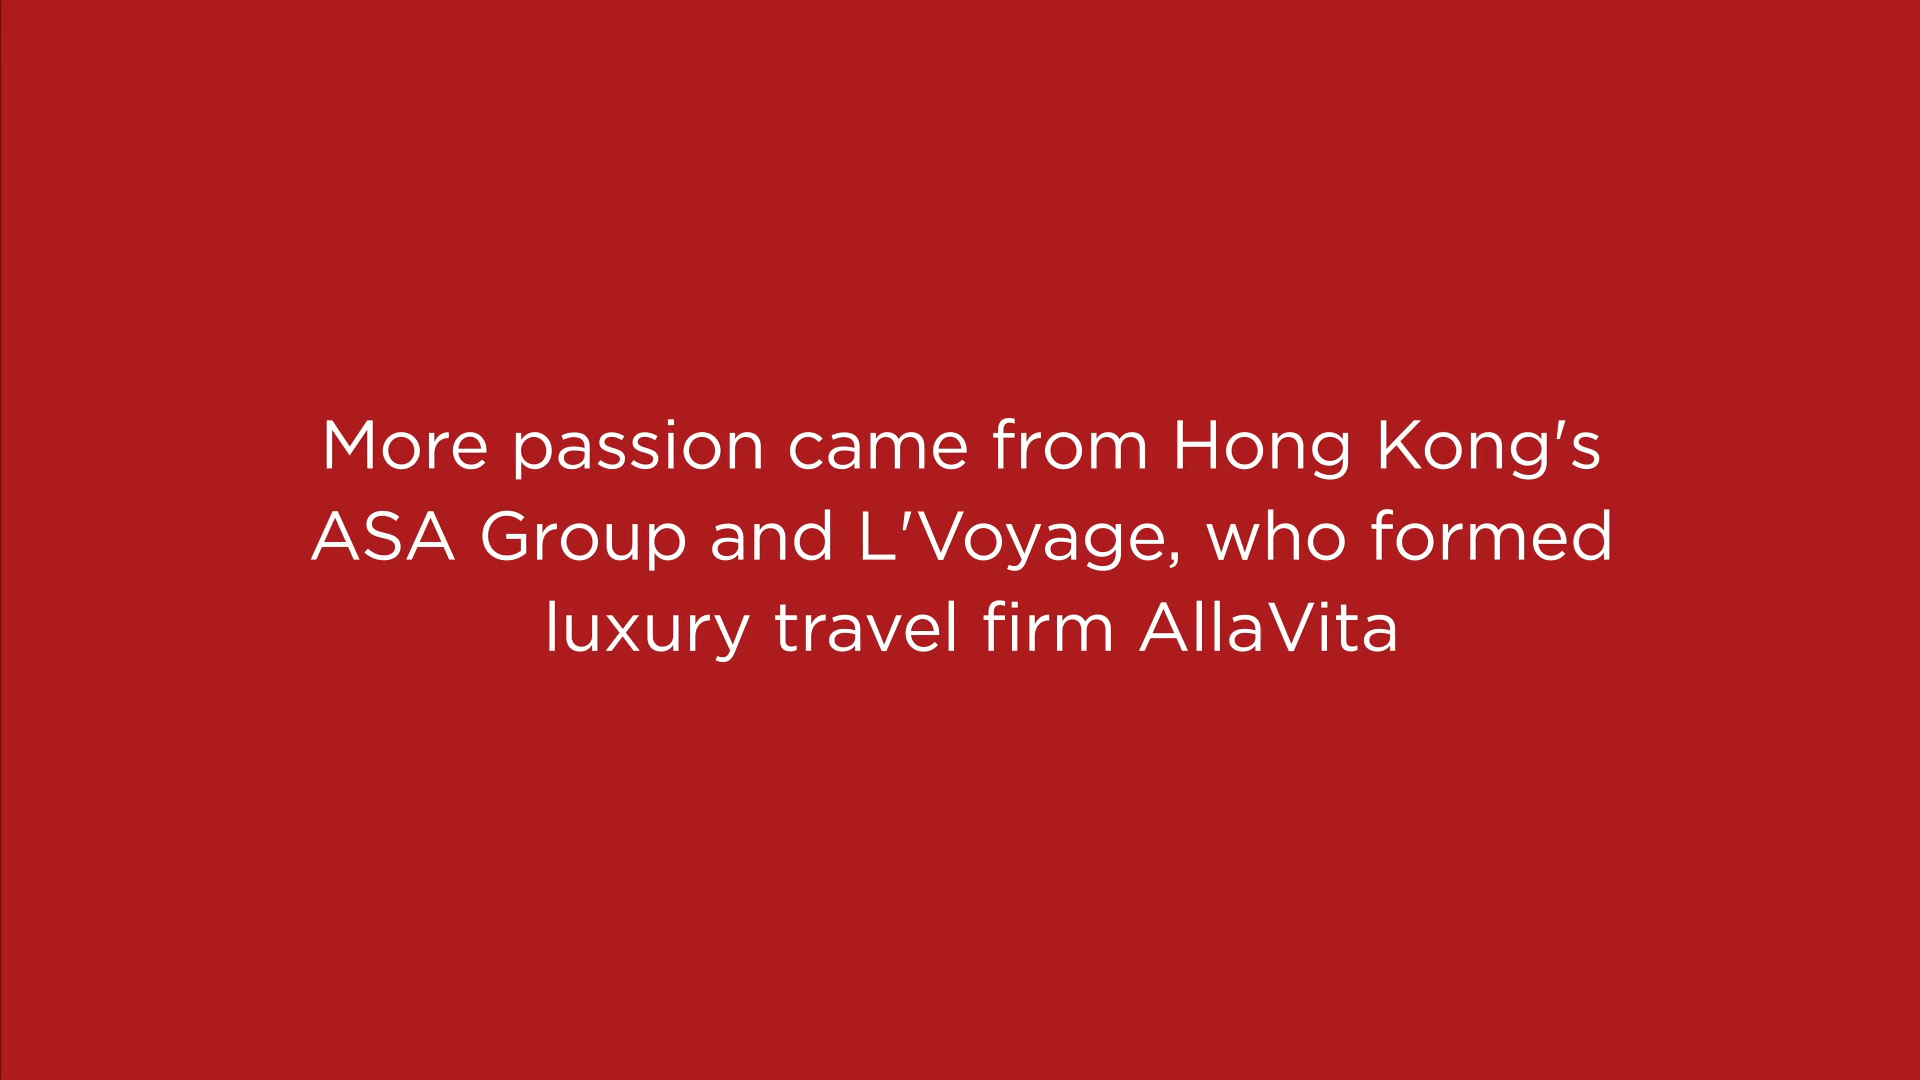 More passion came from Hong Kong's
ASA Group and L'Voyage, who formed
luxury travel firm AllaVita